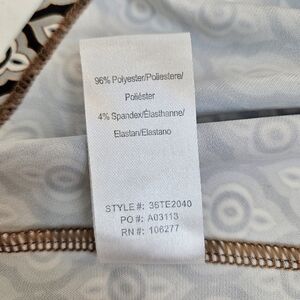 96% Polyester/Poliestere/
Poliéster
4% Spandex/Élasthanne/
Elastan/Elastano
STYLE #: 36TE2040
PO #: A03113
RN #: 106277